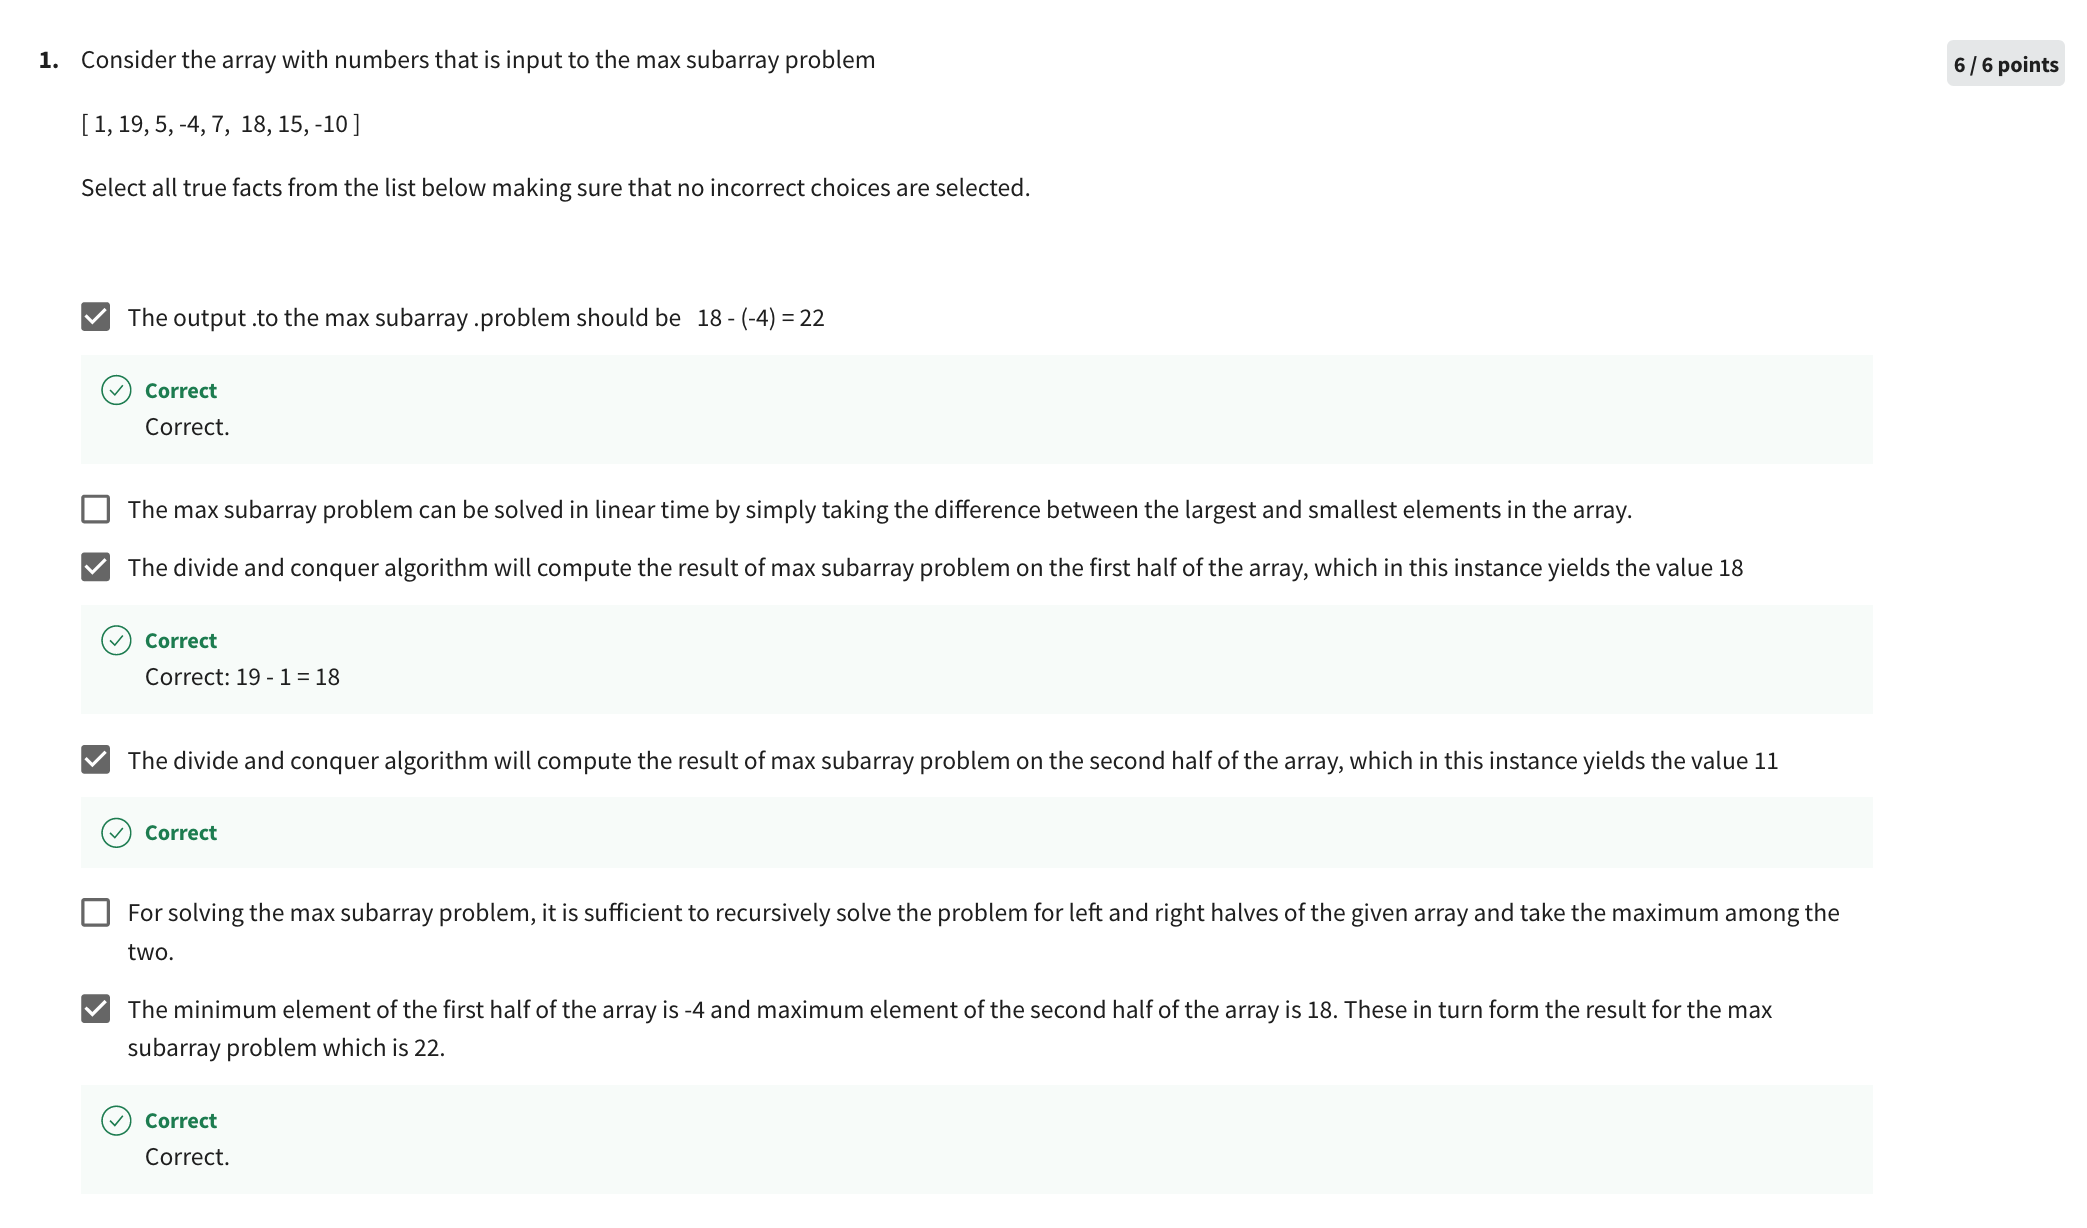 1. Consider the array with numbers that is input to the max subarray problem
6 / 6 points
[ 1, 19, 5, -4, 7,  18, 15, -10 ]
Select all true facts from the list below making sure that no incorrect choices are selected.
The output .to the max subarray .problem should be   18 - (-4) = 22
Correct
Correct.
The max subarray problem can be solved in linear time by simply taking the difference between the largest and smallest elements in the array.
The divide and conquer algorithm will compute the result of max subarray problem on the first half of the array, which in this instance yields the value 18
Correct
Correct: 19 - 1 = 18
The divide and conquer algorithm will compute the result of max subarray problem on the second half of the array, which in this instance yields the value 11
Correct
For solving the max subarray problem, it is sufficient to recursively solve the problem for left and right halves of the given array and take the maximum among the
two.
The minimum element of the first half of the array is -4 and maximum element of the second half of the array is 18. These in turn form the result for the max
subarray problem which is 22.
Correct
Correct.